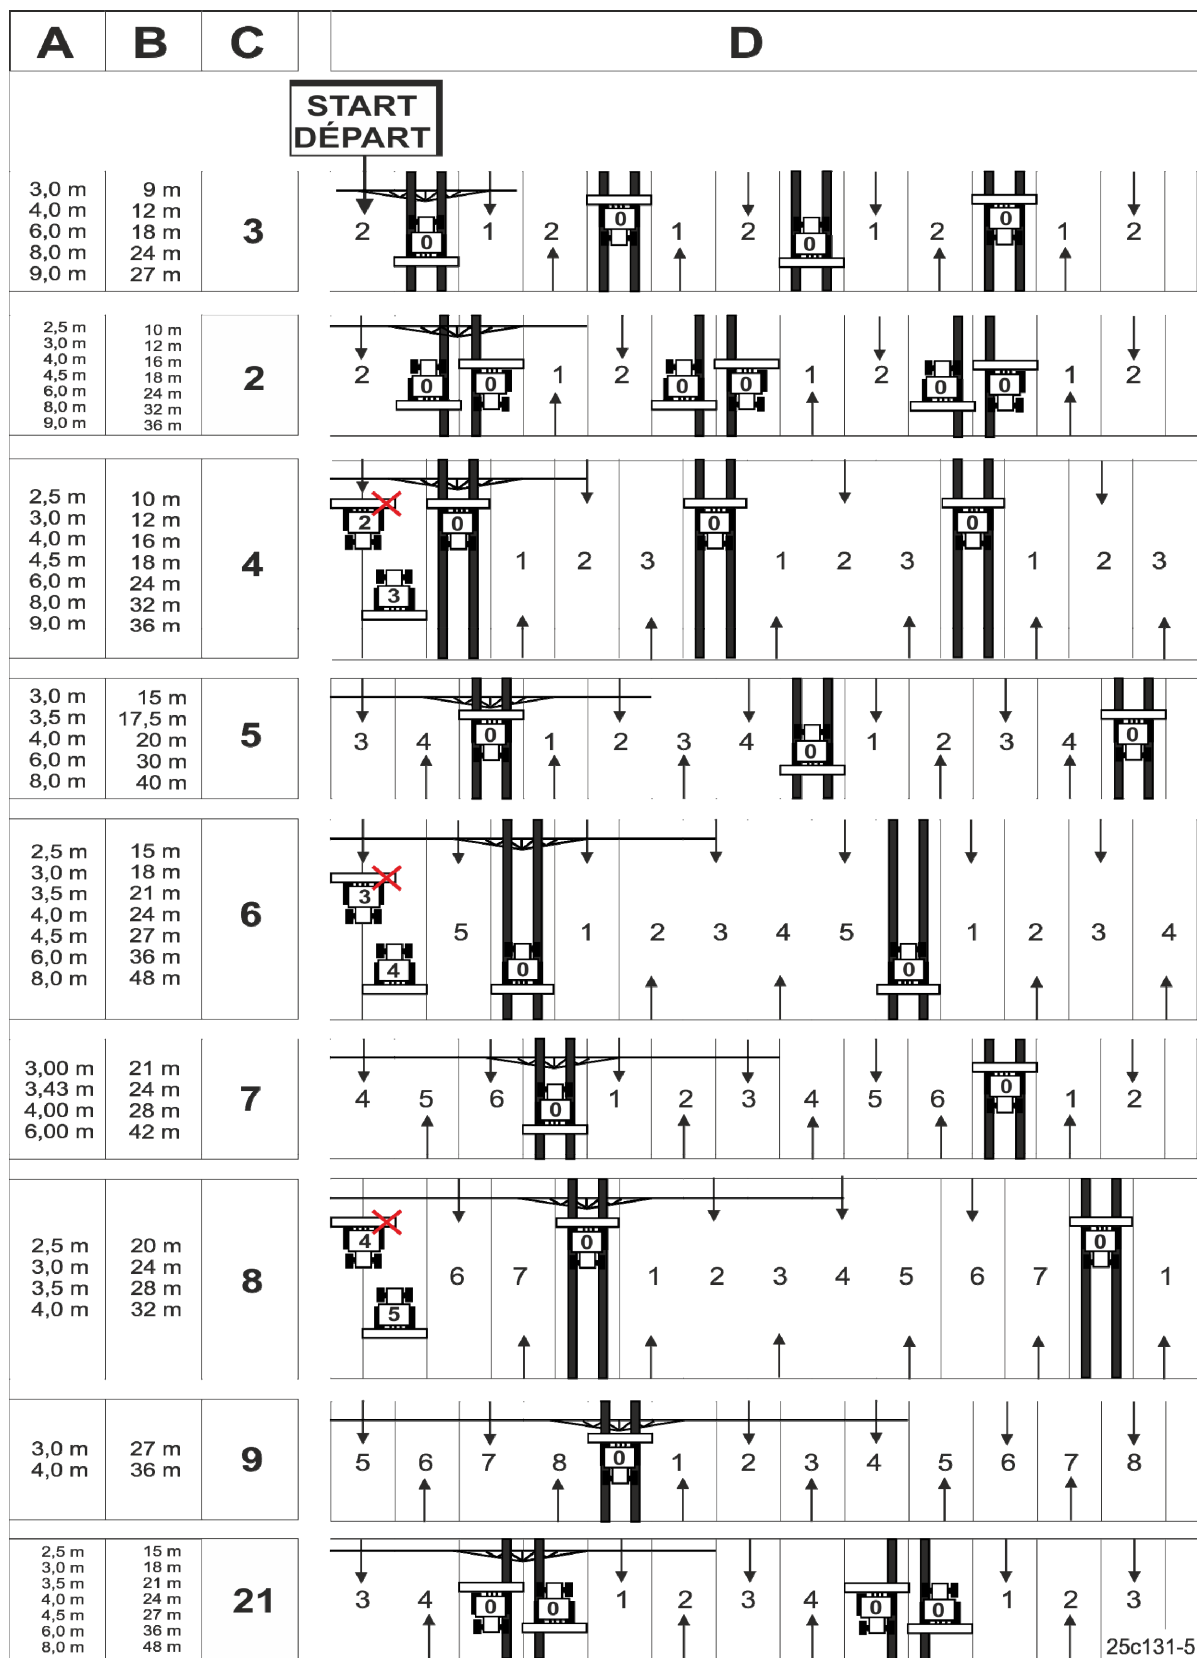 A B C D
START
DÉPART
3,0 m 9 m
4,0 m 12 m
6,0 m 18 m
8,0 m 24 m
9,0 m 27 m
3
2 0 1 2 0 1 2 0 1 2 0 1 2
2,5 m 10 m
3,0 m 12 m
4,0 m 16 m
4,5 m 18 m
6,0 m 24 m
8,0 m 32 m
9,0 m 36 m
2
2 0 0 1 2 0 0 1 2 0 0 1 2
2,5 m 10 m
3,0 m 12 m
4,0 m 16 m
4,5 m 18 m
6,0 m 24 m
8,0 m 32 m
9,0 m 36 m
4
2 0 0 0
1 2 3 1 2 3 1 2 3
3
3,0 m 15 m
3,5 m 17,5 m
4,0 m 20 m
6,0 m 30 m
8,0 m 40 m
5
3 4 0 1 2 3 4 0 1 2 3 4 0
2,5 m 15 m
3,0 m 18 m
3,5 m 21 m
4,0 m 24 m
4,5 m 27 m
6,0 m 36 m
8,0 m 48 m
6
3
5 1 2 3 4 5 1 2 3 4
4 0 0
3,00 m 21 m
3,43 m 24 m
4,00 m 28 m
6,00 m 42 m
7
4 5 6 0 1 2 3 4 5 6 0 1 2
2,5 m 20 m
3,0 m 24 m
3,5 m 28 m
4,0 m 32 m
8
4 0 0
6 7 1 2 3 4 5 6 7 1
5
3,0 m 27 m
4,0 m 36 m
9
5 6 7 8 0 1 2 3 4 5 6 7 8
2,5 m 15 m
3,0 m 18 m
3,5 m 21 m
4,0 m 24 m
4,5 m 27 m
6,0 m 36 m
8,0 m 48 m
21
3 4 0 0 1 2 3 4 0 0 1 2 3
25c131-5